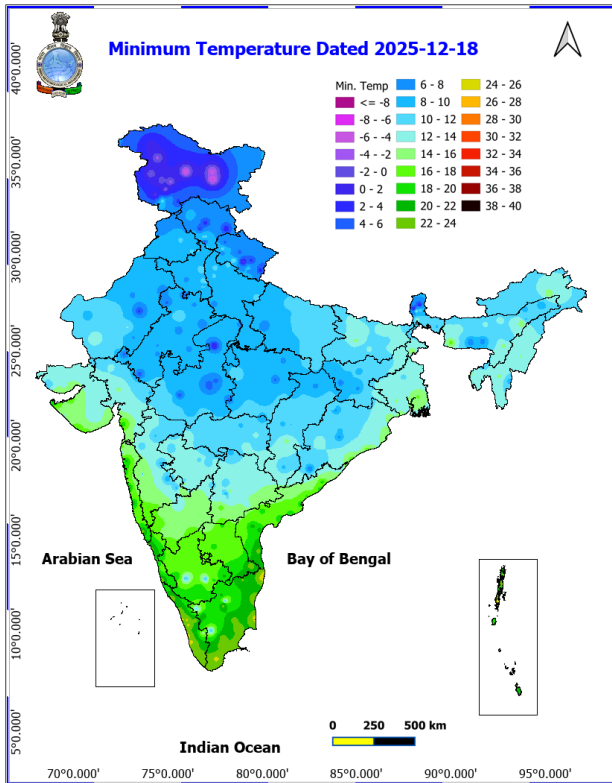 Minimum Temperature Dated 2025-12-18
Min. Temp
<= -8
-8 - -6
-6 - -4
-4 - -2
-2 - 0
0 - 2
2 - 4
4 - 6
6 - 8
8 - 10
10 - 12
12 - 14
14 - 16
16 - 18
18 - 20
20 - 22
22 - 24
24 - 26
26 - 28
28 - 30
30 - 32
32 - 34
34 - 36
36 - 38
38 - 40
40°0.000'
35°0.000'
30°0.000'
25°0.000'
20°0.000'
15°0.000'
10°0.000'
5°0.000'
Arabian Sea
Bay of Bengal
0 250 500 km
Indian Ocean
70°0.000' 75°0.000' 80°0.000' 85°0.000' 90°0.000' 95°0.000'